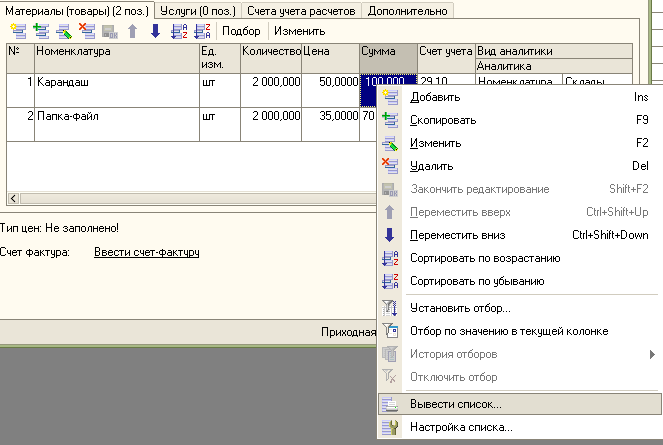 Материалы (товары) (2 поз.) Услуги (0 поз.) Счета учета расчетов Дополнительно
Подбор Изменить
№ Номенклатура Ед. изм. Количество Цена Сумма Счет учета Вид аналитики
Аналитика
1 Карандаш шт 2 000,000 50,0000 100 000 29.10 Номенклатура Склады
2 Папка-файл шт 2 000,000 35,0000 70
Добавить Ins
Скопировать F9
Изменить F2
Удалить Del
Закончить редактирование Shift+F2
Переместить вверх Ctrl+Shift+Up
Переместить вниз Ctrl+Shift+Down
Сортировать по возрастанию
Сортировать по убыванию
Установить отбор...
Отбор по значению в текущей колонке
История отборов
Отключить отбор
Вывести список...
Настройка списка...
Тип цен: Не заполнено!
Счет фактура: Ввести счет-фактуру
Приходная